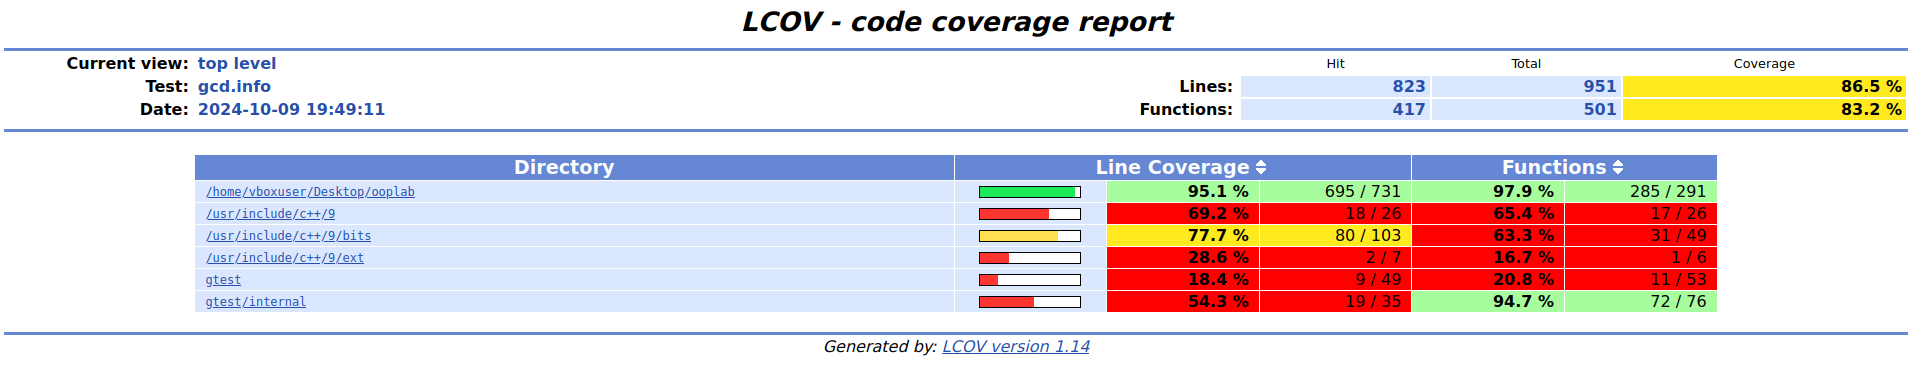 LCOV - code coverage report
Current view: top level Hit Total Coverage
Test: gcd.info Lines: 823 951 86.5 %
Date: 2024-10-09 19:49:11 Functions: 417 501 83.2 %
Directory Line Coverage Functions
/home/vboxuser/Desktop/ooplab 95.1 % 695 / 731 97.9 % 285 / 291
/usr/include/c++/9 69.2 % 18 / 26 65.4 % 17 / 26
/usr/include/c++/9/bits 77.7 % 80 / 103 63.3 % 31 / 49
/usr/include/c++/9/ext 28.6 % 2 / 7 16.7 % 1 / 6
gtest 18.4 % 9 / 49 20.8 % 11 / 53
gtest/internal 54.3 % 19 / 35 94.7 % 72 / 76
Generated by: LCOV version 1.14